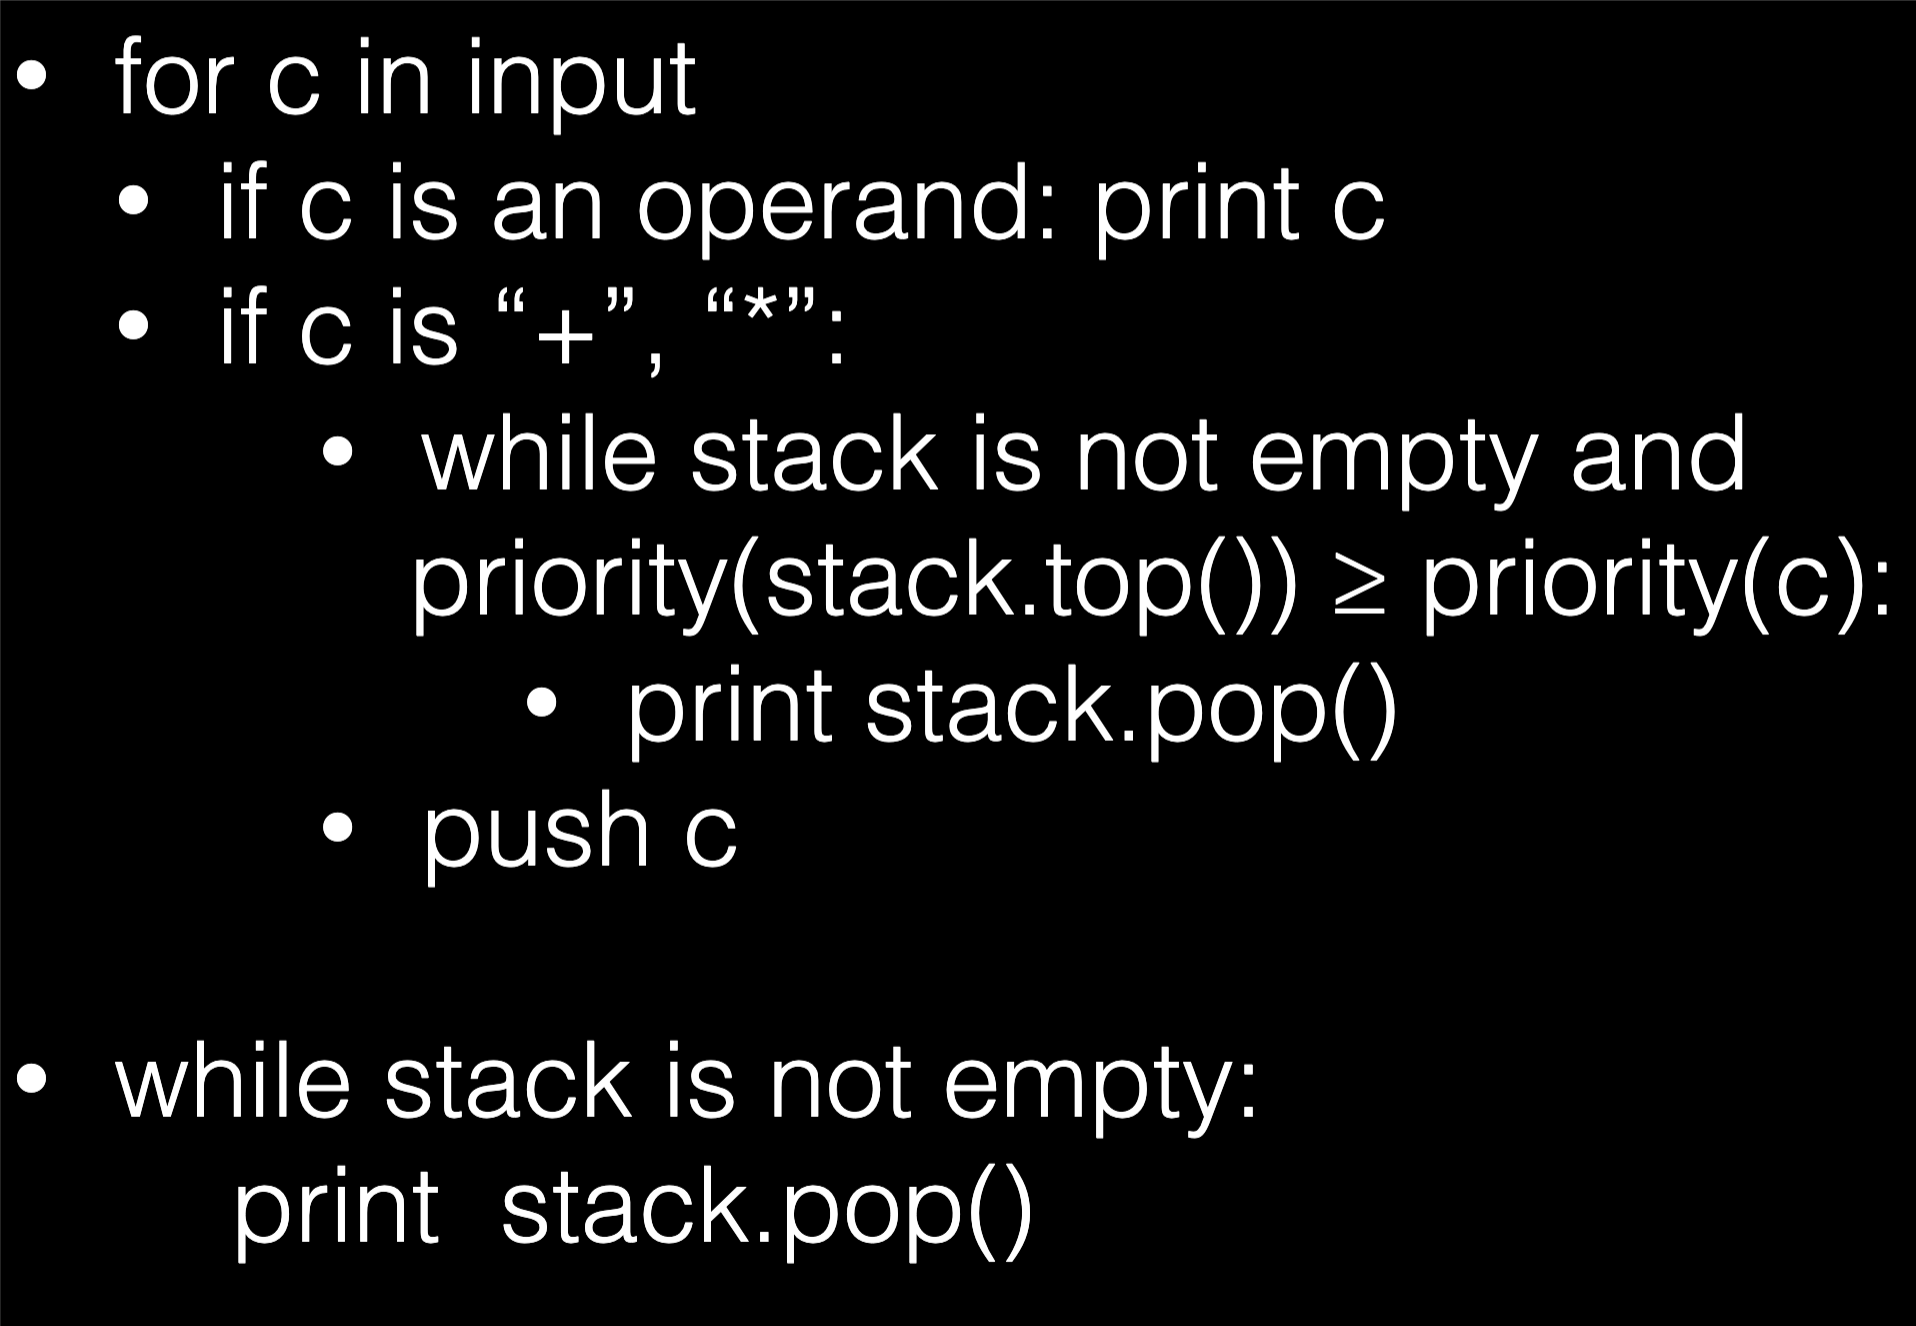 • for c in input
• if c is an operand: print c
• if c is “+”, “*”:
• while stack is not empty and
priority(stack.top()) ≥ priority(c):
• print stack.pop()
• push c
• while stack is not empty:
print  stack.pop()